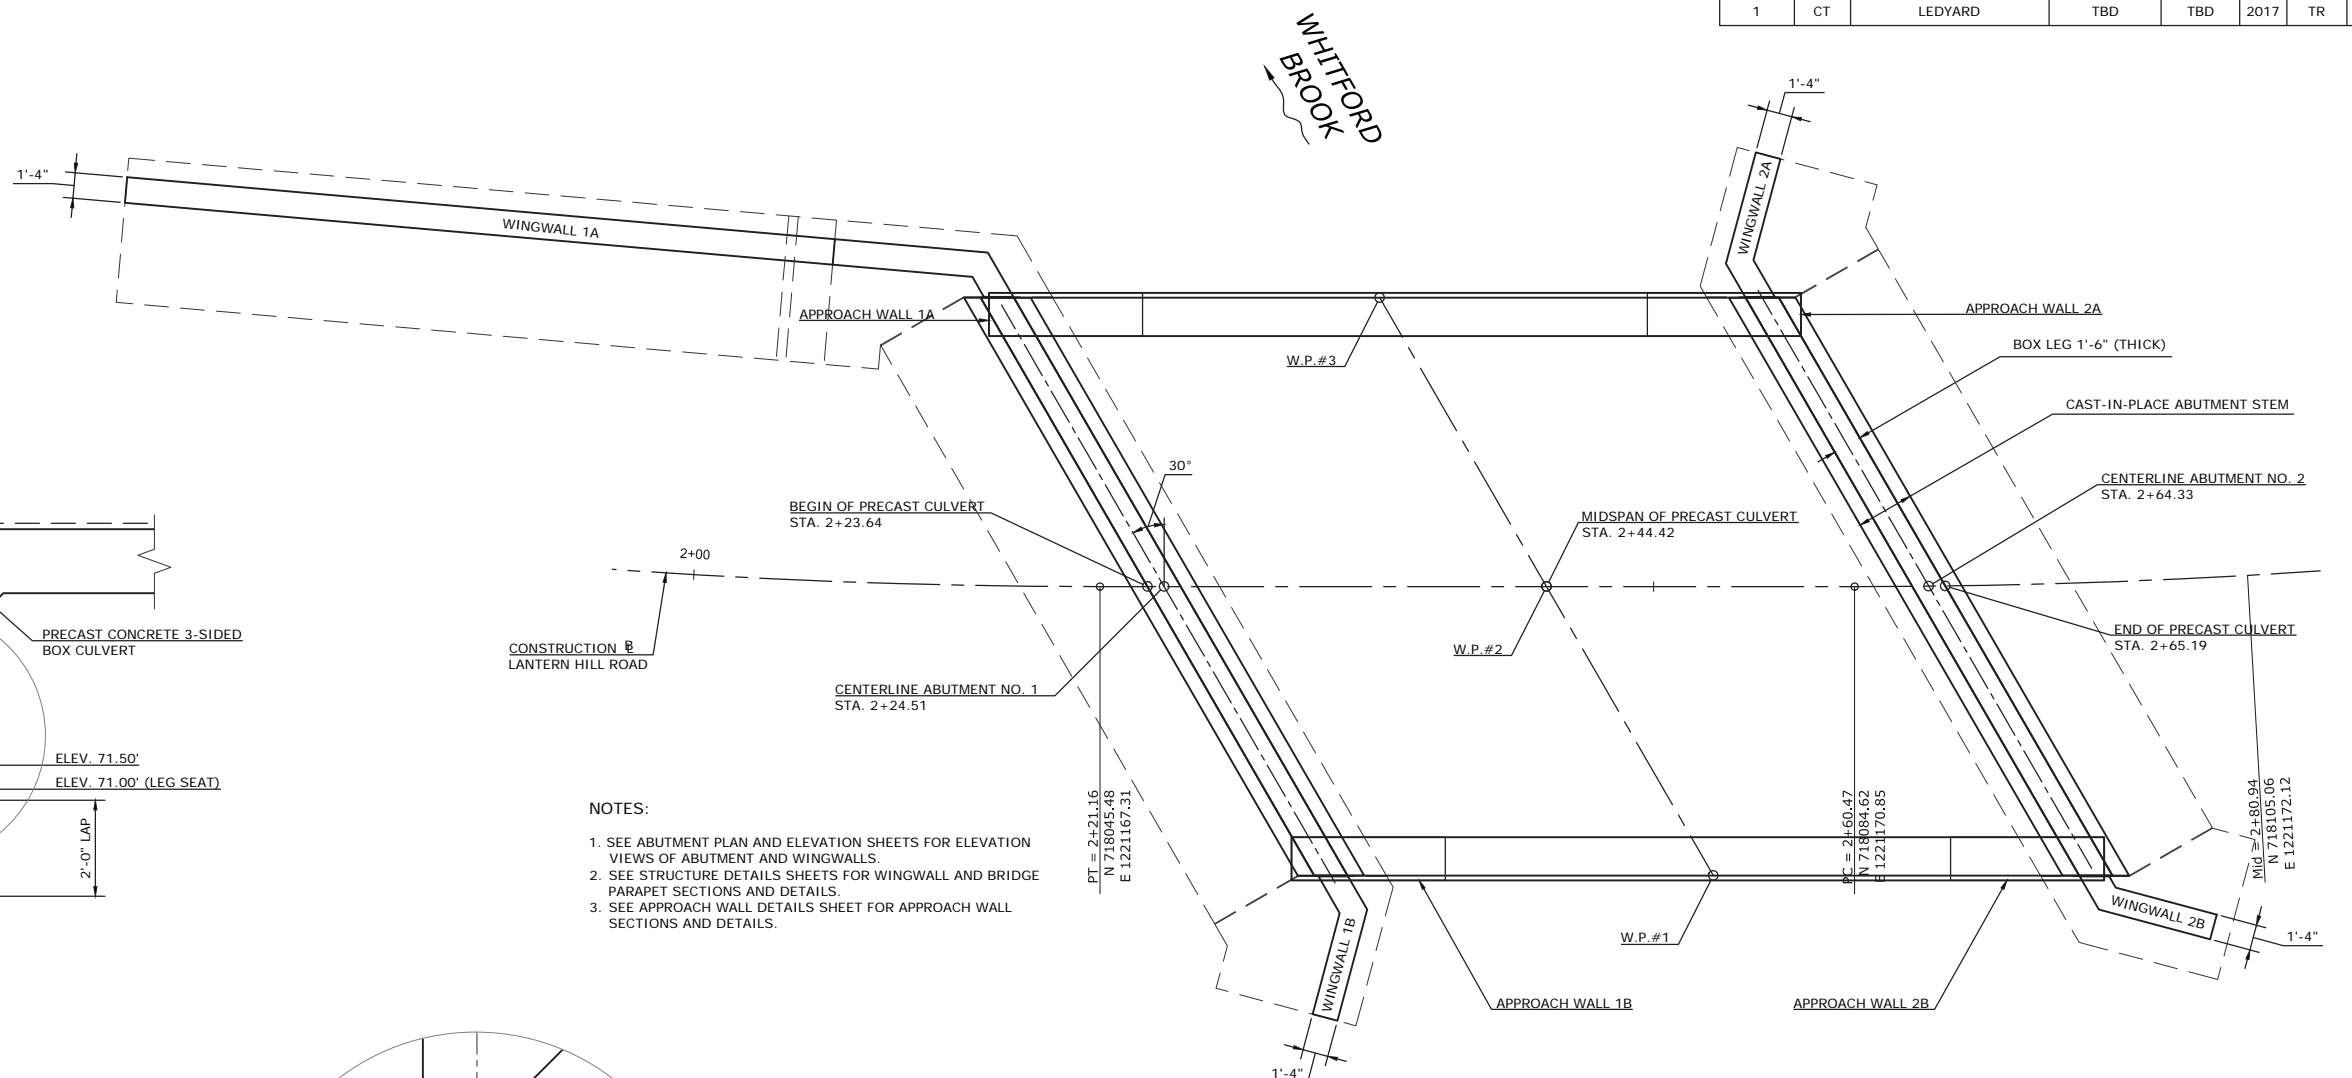 1 CT LEDYARD TBD TBD 2017 TR
WHITFORD
BROOK
1'-4"
1'-4"
WINGWALL 1A
WINGWALL 2A
APPROACH WALL 1A
APPROACH WALL 2A
W.P.#3
BOX LEG 1'-6" (THICK)
CAST-IN-PLACE ABUTMENT STEM
30°
CENTERLINE ABUTMENT NO. 2
STA. 2+64.33
BEGIN OF PRECAST CULVERT
STA. 2+23.64
MIDSPAN OF PRECAST CULVERT
STA. 2+44.42
2+00
PRECAST CONCRETE 3-SIDED
BOX CULVERT
CONSTRUCTION B
LANTERN HILL ROAD
W.P.#2
END OF PRECAST CULVERT
STA. 2+65.19
CENTERLINE ABUTMENT NO. 1
STA. 2+24.51
ELEV. 71.50'
ELEV. 71.00' (LEG SEAT)
2'-0" LAP
PT = 2+21.16
N 718045.48
E 1221167.31
PC = 2+60.47
N 718084.62
E 1221170.85
Mid = 2+80.94
N 718105.06
E 1221172.12
NOTES:
1. SEE ABUTMENT PLAN AND ELEVATION SHEETS FOR ELEVATION
VIEWS OF ABUTMENT AND WINGWALLS.
2. SEE STRUCTURE DETAILS SHEETS FOR WINGWALL AND BRIDGE
PARAPET SECTIONS AND DETAILS.
3. SEE APPROACH WALL DETAILS SHEET FOR APPROACH WALL
SECTIONS AND DETAILS.
WINGWALL 1B
WINGWALL 2B
W.P.#1
1'-4"
APPROACH WALL 1B
APPROACH WALL 2B
1'-4"